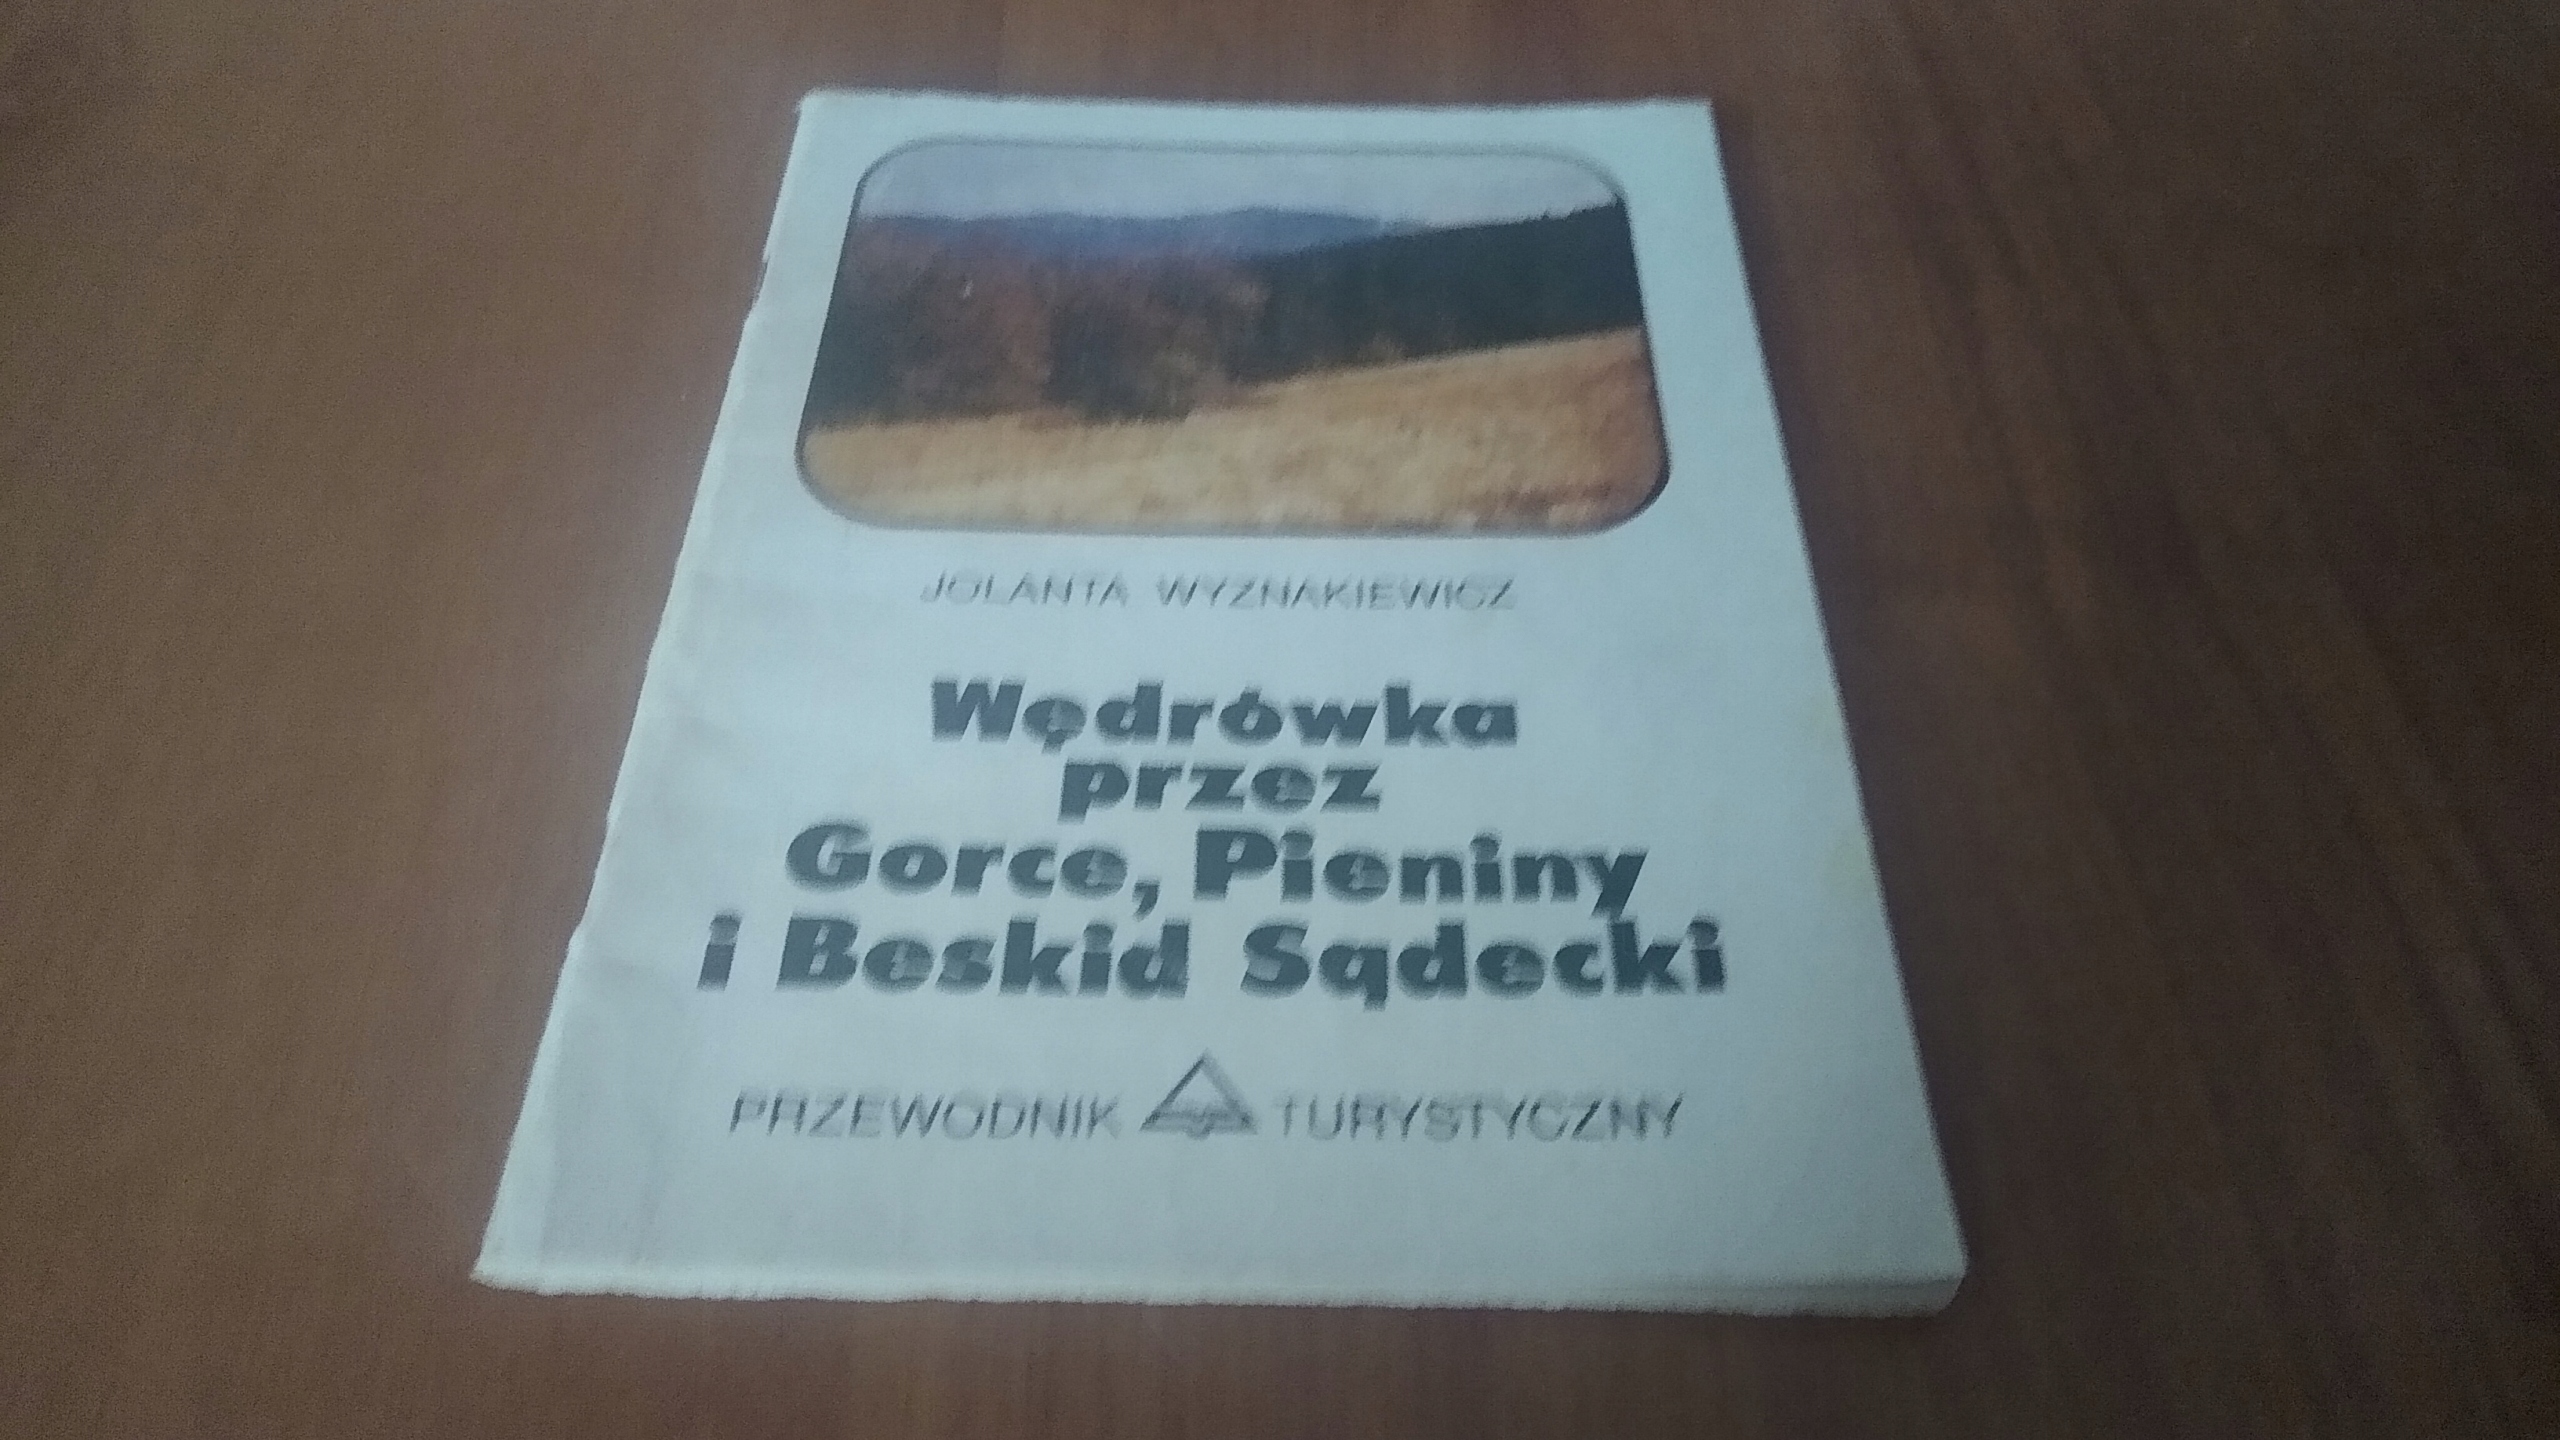 JOLANTA WYZNAKIEWICZ
Wędrówka
przez
Gorce, Pieniny
i Beskid Sądecki
PRZEWODNIK TURYSTYCZNY